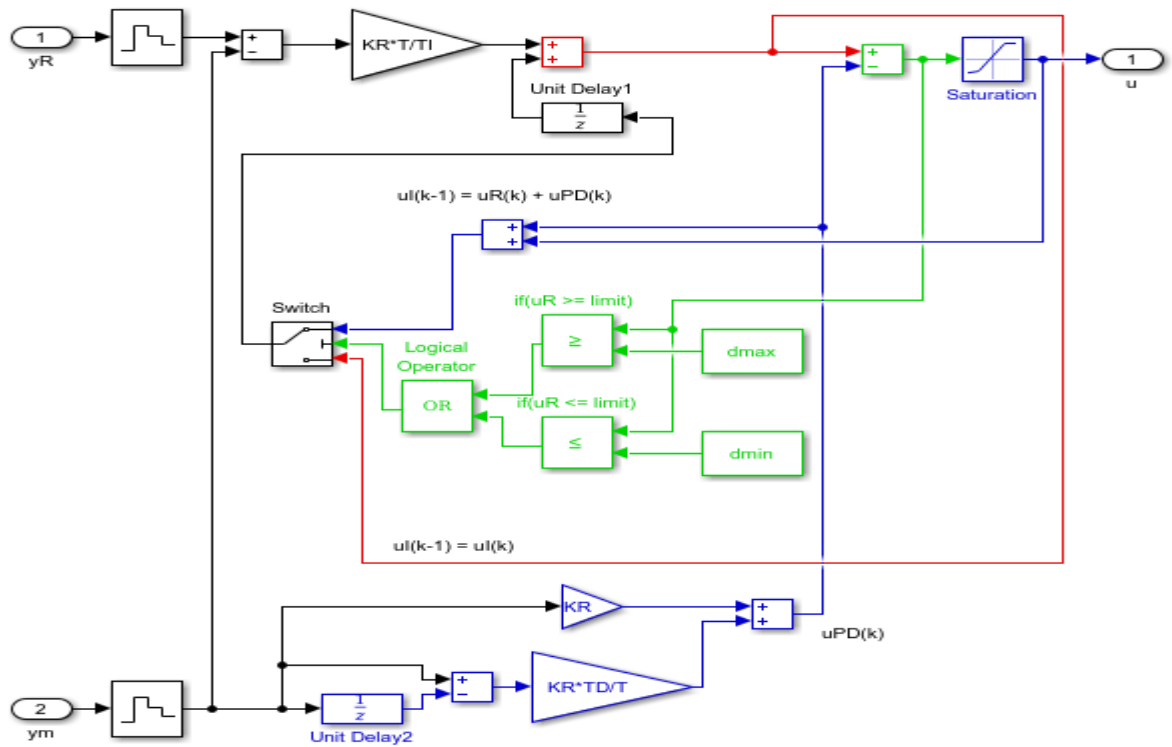 1
yR
+
−
KR*T/TI
+
+
Unit Delay1
1
z
+
−
Saturation
1
u
uI(k-1) = uR(k) + uPD(k)
+
+
Switch
if(uR >= limit)
≥
dmax
Logical
Operator
OR
if(uR <= limit)
≤
dmin
uI(k-1) = uI(k)
KR
+
+
uPD(k)
+
−
KR*TD/T
2
ym
1
z
Unit Delay2